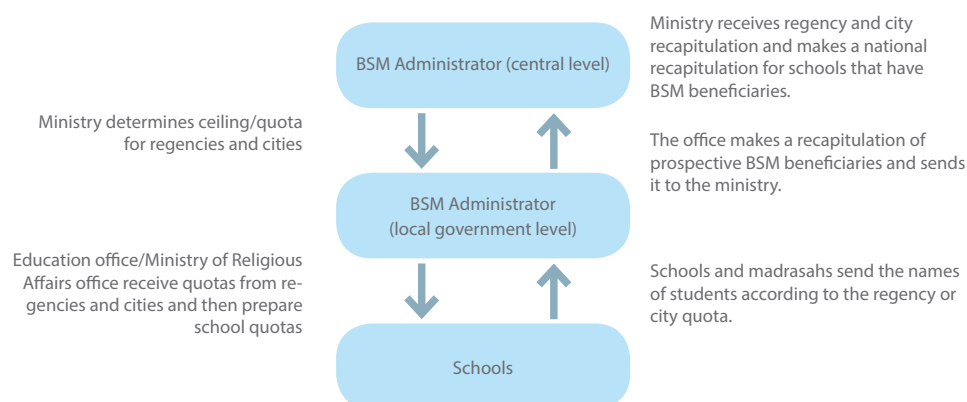 Ministry receives regency and city
recapitulation and makes a national
recapitulation for schools that have
BSM beneficiaries.
BSM Administrator (central level)
Ministry determines ceiling/quota
for regencies and cities
The office makes a recapitulation of
prospective BSM beneficiaries and sends
it to the ministry.
BSM Administrator
(local government level)
Education office/Ministry of Religious
Affairs office receive quotas from re-
gencies and cities and then prepare
school quotas
Schools and madrasahs send the names
of students according to the regency or
city quota.
Schools